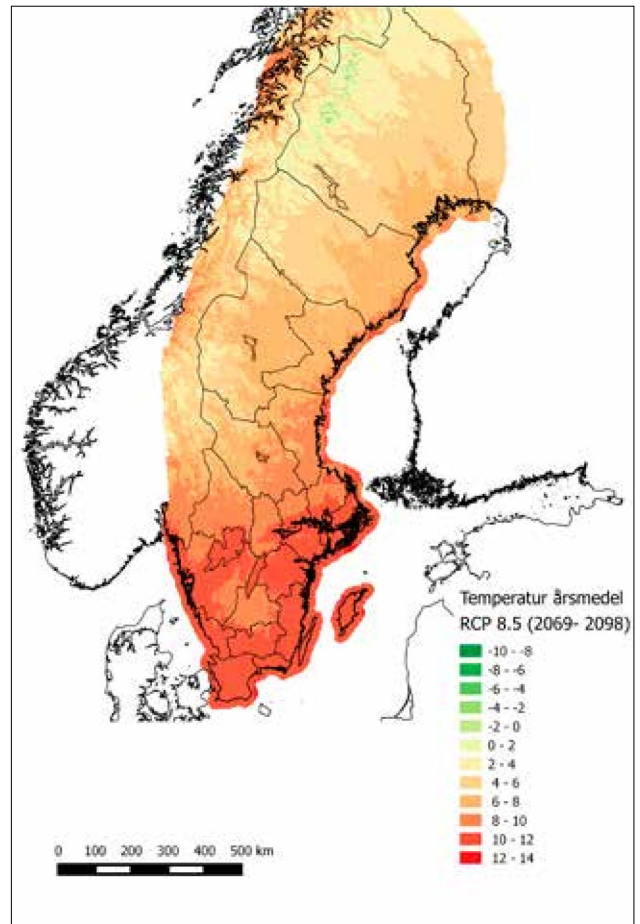 Temperatur årsmedel
RCP 8.5 (2069- 2098)
-10 - -8
-8 - -6
-6 - -4
-4 - -2
-2 - 0
0 - 2
2 - 4
4 - 6
6 - 8
8 - 10
10 - 12
12 - 14
0 100 200 300 400 500 km